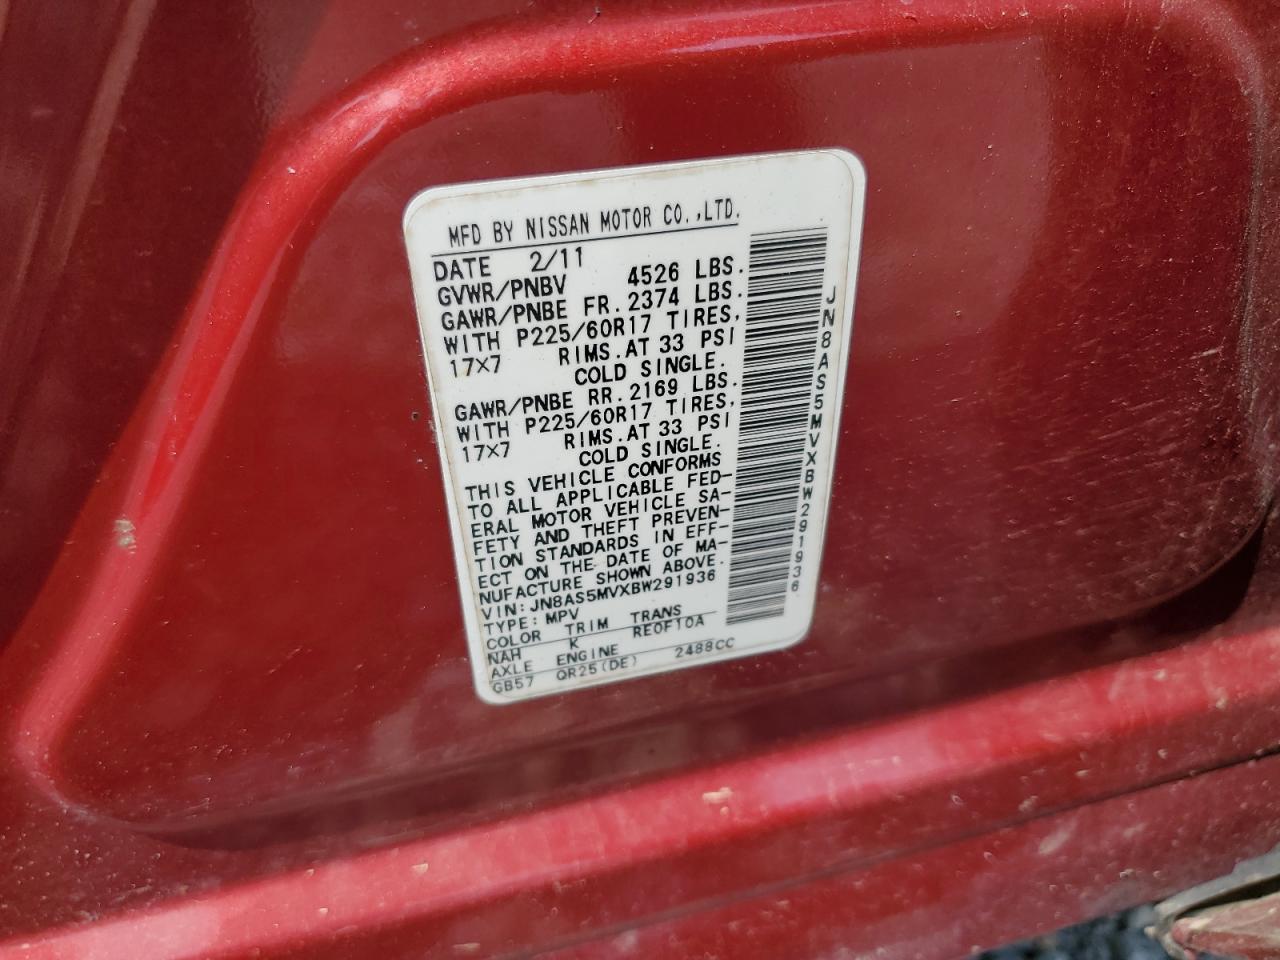 MFD BY NISSAN MOTOR CO.,LTD.
DATE 2/11
GVWR/PNBV 4526 LBS.
GAWR/PNBE FR.2374 LBS.
WITH P225/60R17 TIRES,
17×7 RIMS.AT 33 PSI
COLD SINGLE.
GAWR/PNBE RR.2169 LBS.
WITH P225/60R17 TIRES,
17×7 RIMS.AT 33 PSI
COLD SINGLE.
THIS VEHICLE CONFORMS
TO ALL APPLICABLE FED-
ERAL MOTOR VEHICLE SA-
FETY AND THEFT PREVEN-
TION STANDARDS IN EFF-
ECT ON THE DATE OF MA-
NUFACTURE SHOWN ABOVE.
VIN:JN8AS5MVXBW291936
TYPE:MPV
COLOR TRIM TRANS
NAH K RE0F10A
AXLE ENGINE
GB57 QR25(DE) 2488CC
JN8AS5MVXBW291936